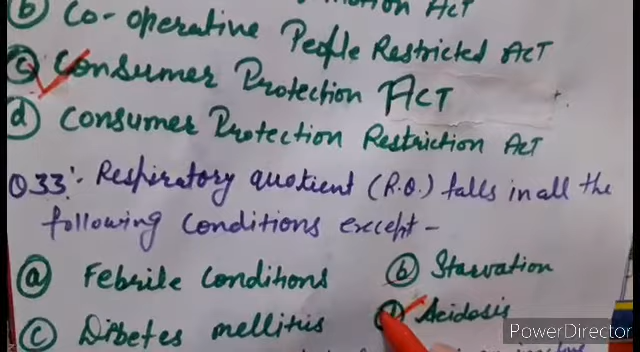 b) Co-operative People Restricted ACT
c) Consumer Protection ACT
d) Consumer Protection Restriction ACT
Q33:- Respiratory quotient (R.Q.) falls in all the
following Conditions except-
a) Febrile Conditions
b) Starvation
c) Dibetes mellitus
d) Acidosis
PowerDirector